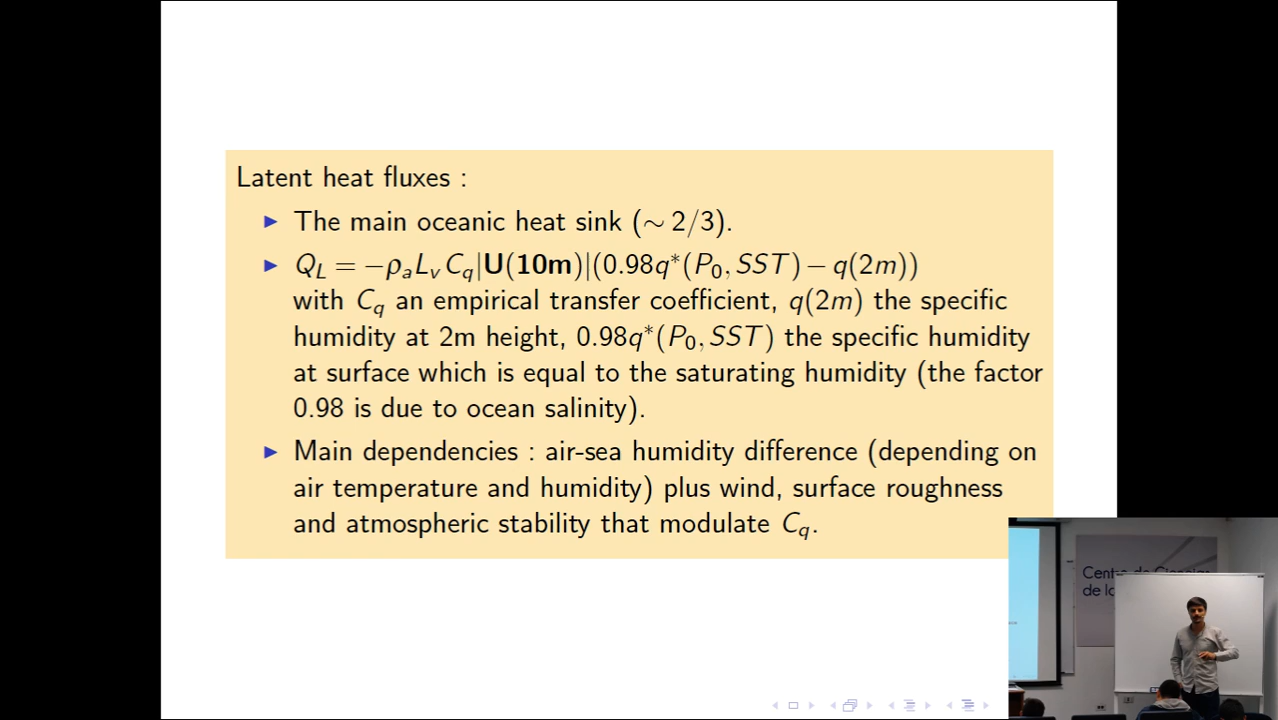 Latent heat fluxes :
▶ The main oceanic heat sink (∼ 2/3).
▶ Q_L = −ρ_a L_v C_q|U(10m)|(0.98q*(P_0, SST) − q(2m))
with C_q an empirical transfer coefficient, q(2m) the specific
humidity at 2m height, 0.98q*(P_0, SST) the specific humidity
at surface which is equal to the saturating humidity (the factor
0.98 is due to ocean salinity).
▶ Main dependencies : air-sea humidity difference (depending on
air temperature and humidity) plus wind, surface roughness
and atmospheric stability that modulate C_q.
Centro de Ciencias
de